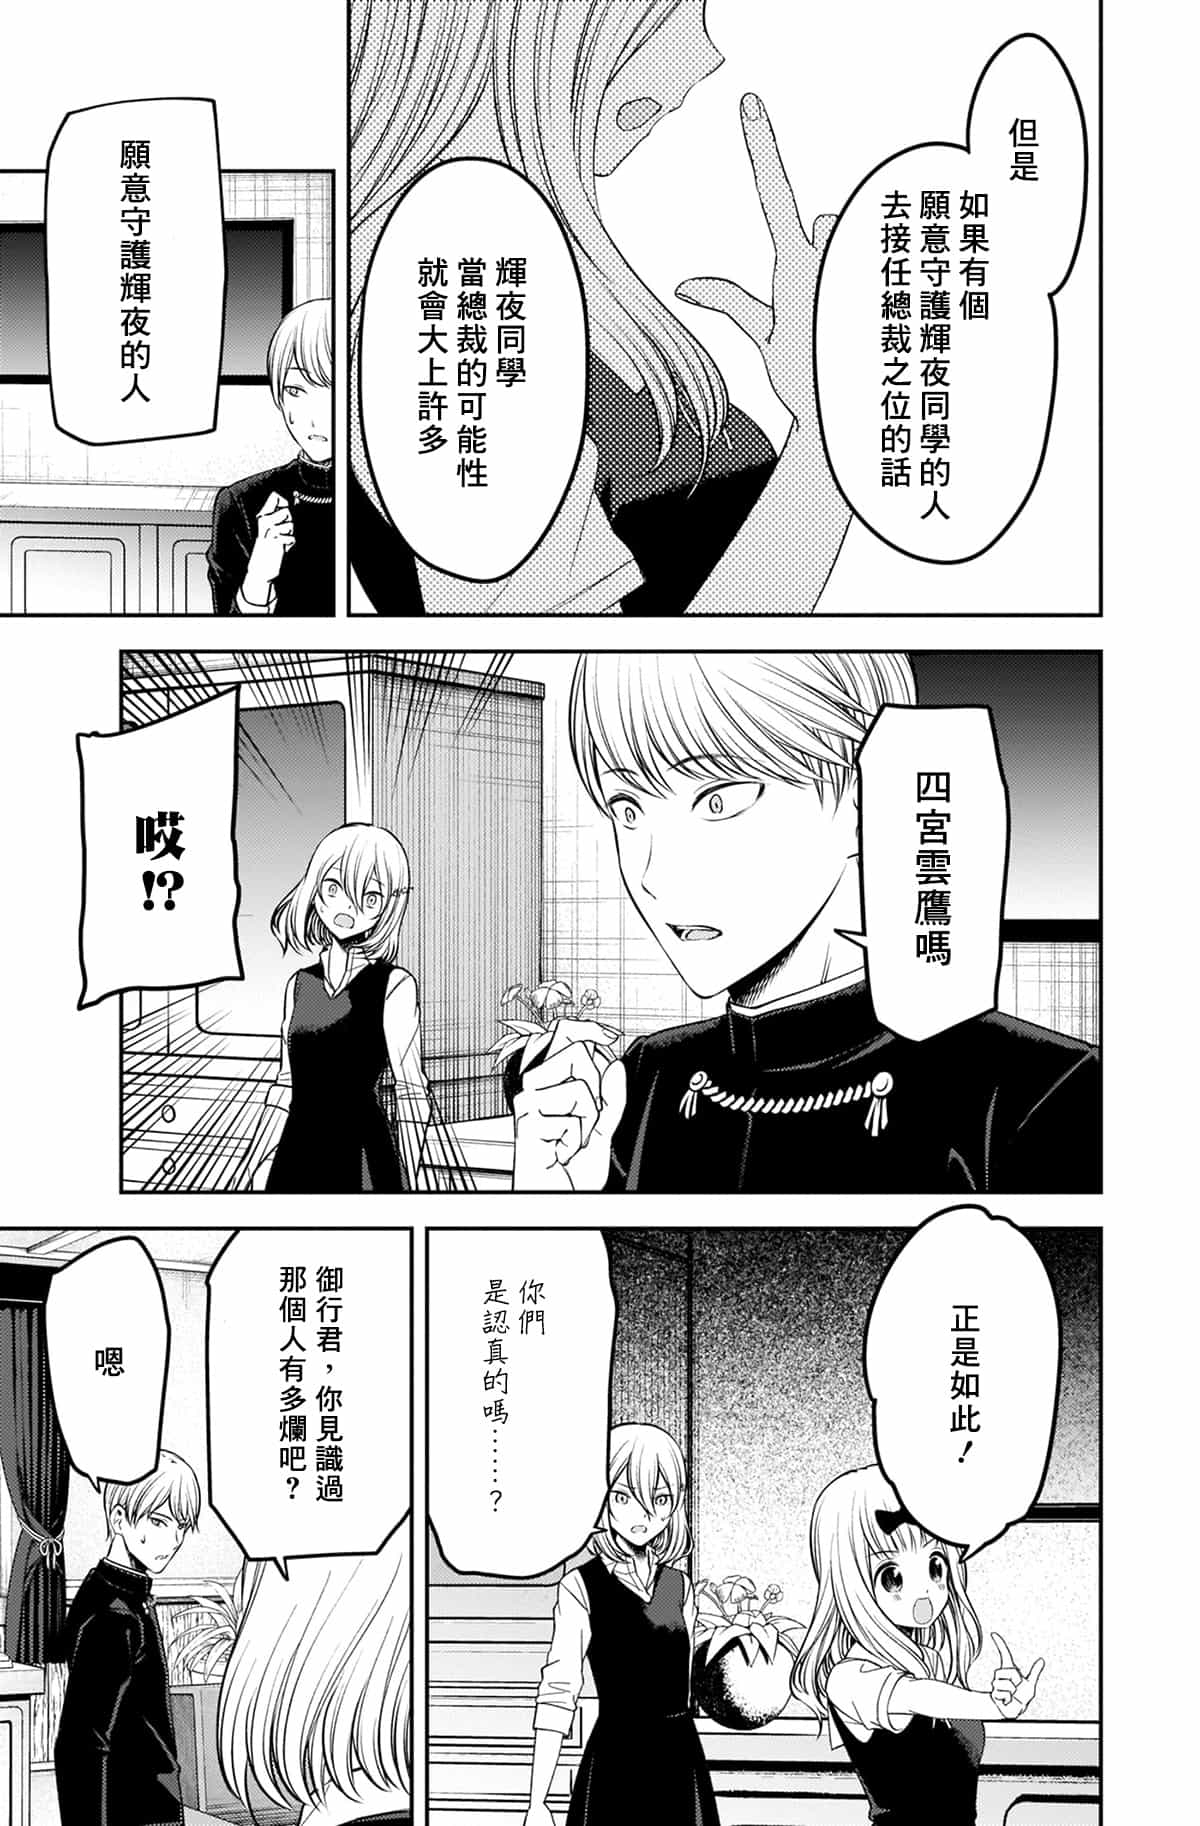 但是
如果有個
願意守護輝夜同學的人
去接任總裁之位的話
輝夜同學
當總裁的可能性
就會大上許多
願意守護輝夜的人
四宮雲鷹嗎
哎!?
正是如此！
你們
是認真的嗎……？
御行君，你見識過
那個人有多爛吧？
嗯